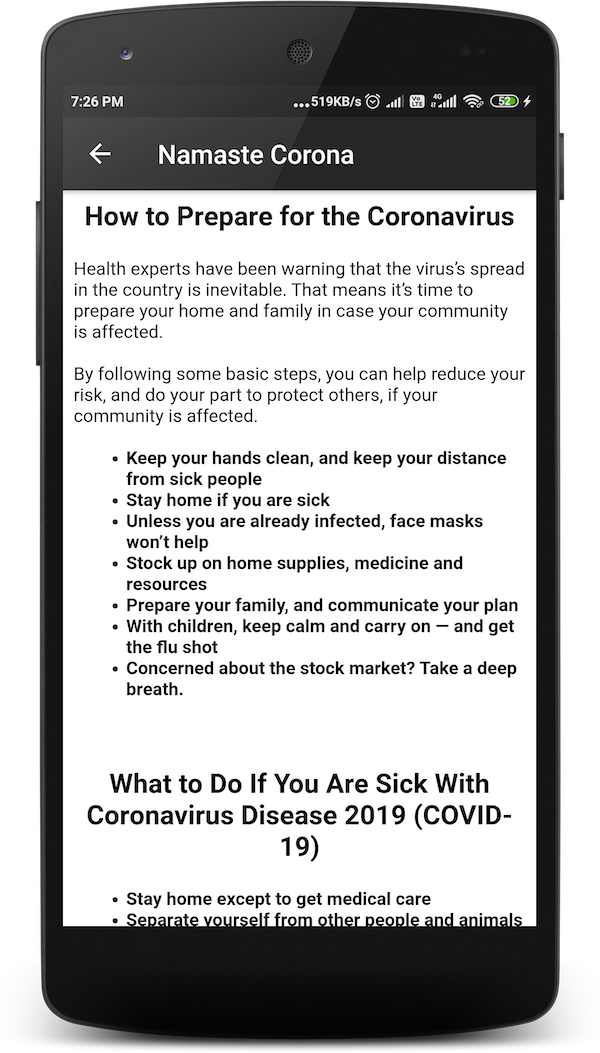 7:26 PM ...519KB/s Vo LTE 4G 52
Namaste Corona
How to Prepare for the Coronavirus
Health experts have been warning that the virus’s spread
in the country is inevitable. That means it’s time to
prepare your home and family in case your community
is affected.
By following some basic steps, you can help reduce your
risk, and do your part to protect others, if your
community is affected.
• Keep your hands clean, and keep your distance
from sick people
• Stay home if you are sick
• Unless you are already infected, face masks
won’t help
• Stock up on home supplies, medicine and
resources
• Prepare your family, and communicate your plan
• With children, keep calm and carry on — and get
the flu shot
• Concerned about the stock market? Take a deep
breath.
What to Do If You Are Sick With
Coronavirus Disease 2019 (COVID-
19)
• Stay home except to get medical care
• Separate yourself from other people and animals